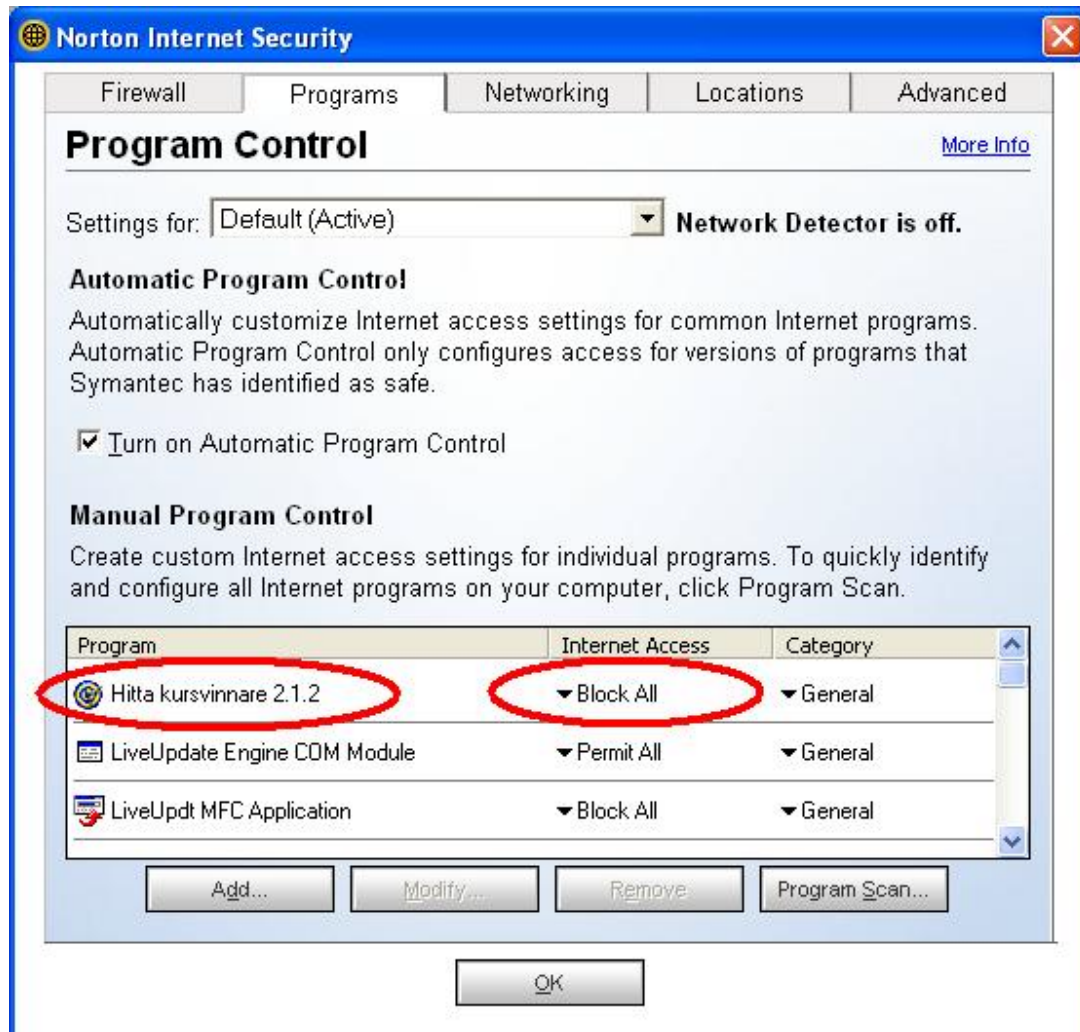 Norton Internet Security
Firewall Programs Networking Locations Advanced
Program Control More Info
Settings for: Default (Active) Network Detector is off.
Automatic Program Control
Automatically customize Internet access settings for common Internet programs.
Automatic Program Control only configures access for versions of programs that
Symantec has identified as safe.
Turn on Automatic Program Control
Manual Program Control
Create custom Internet access settings for individual programs. To quickly identify
and configure all Internet programs on your computer, click Program Scan.
Program Internet Access Category
Hitta kursvinnare 2.1.2 Block All General
LiveUpdate Engine COM Module Permit All General
LiveUpdt MFC Application Block All General
Add... Modify... Remove Program Scan...
OK